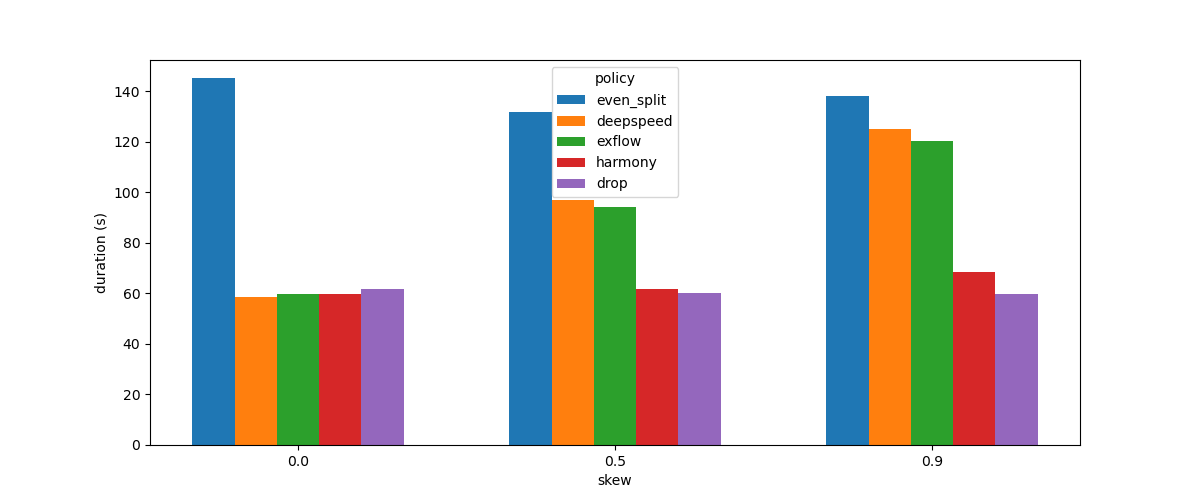 policy
even_split
deepspeed
exflow
harmony
drop
duration (s)
140
120
100
80
60
40
20
0
0.0 0.5 0.9
skew